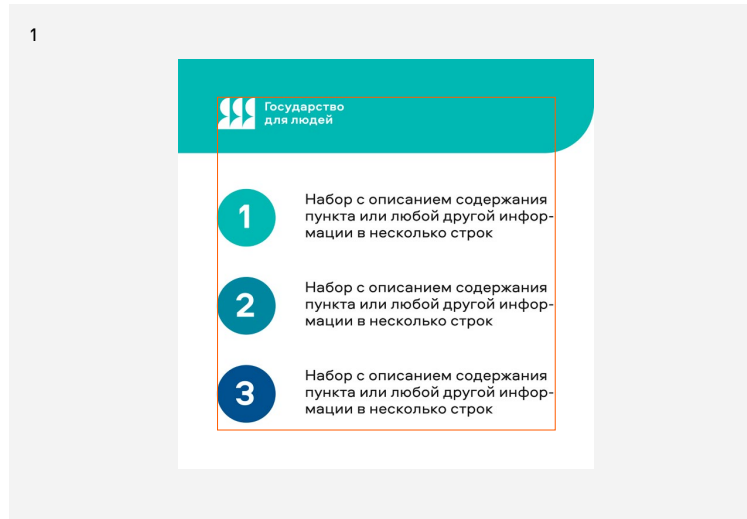 1
Государство
для людей
1
Набор с описанием содержания
пункта или любой другой инфор-
мации в несколько строк
2
Набор с описанием содержания
пункта или любой другой инфор-
мации в несколько строк
3
Набор с описанием содержания
пункта или любой другой инфор-
мации в несколько строк